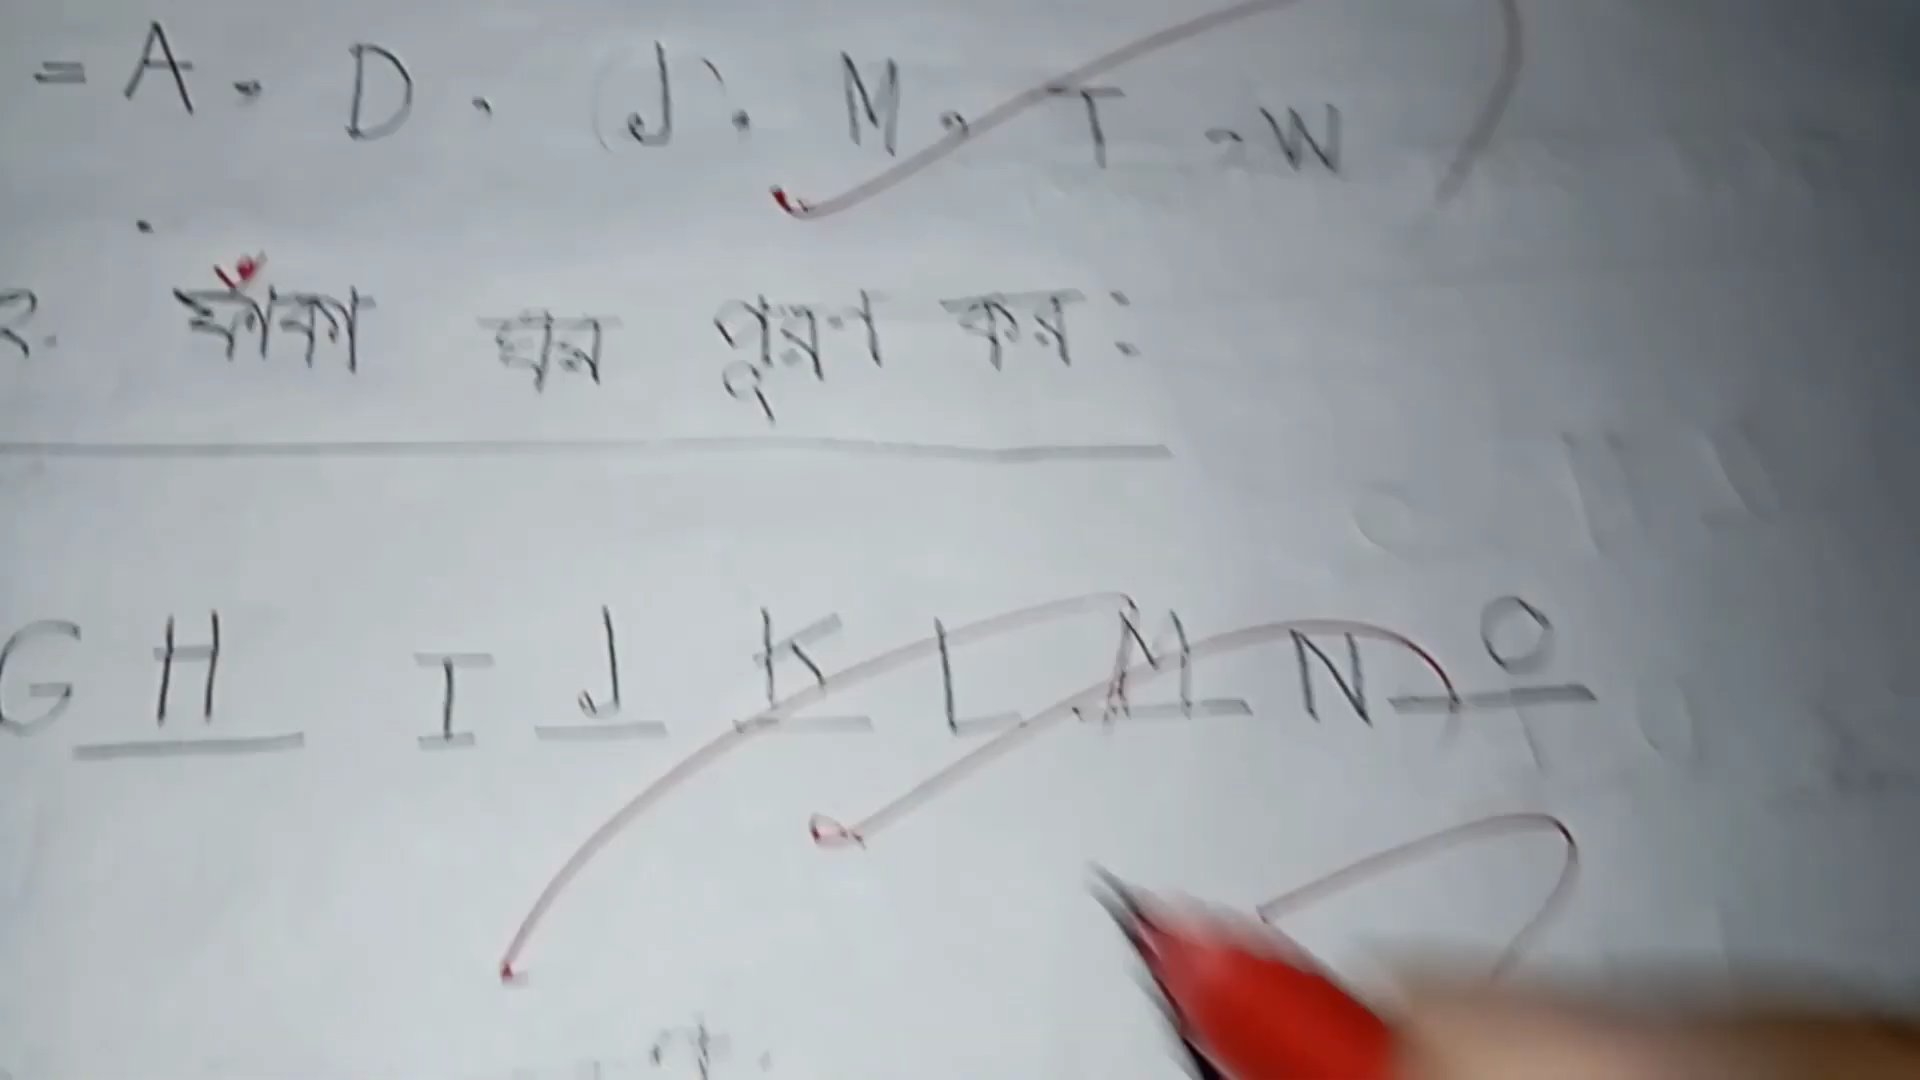 = A . D . J . M . T . W
২. ফাঁকা ঘর পুরণ কর :
G H I J K L M N O